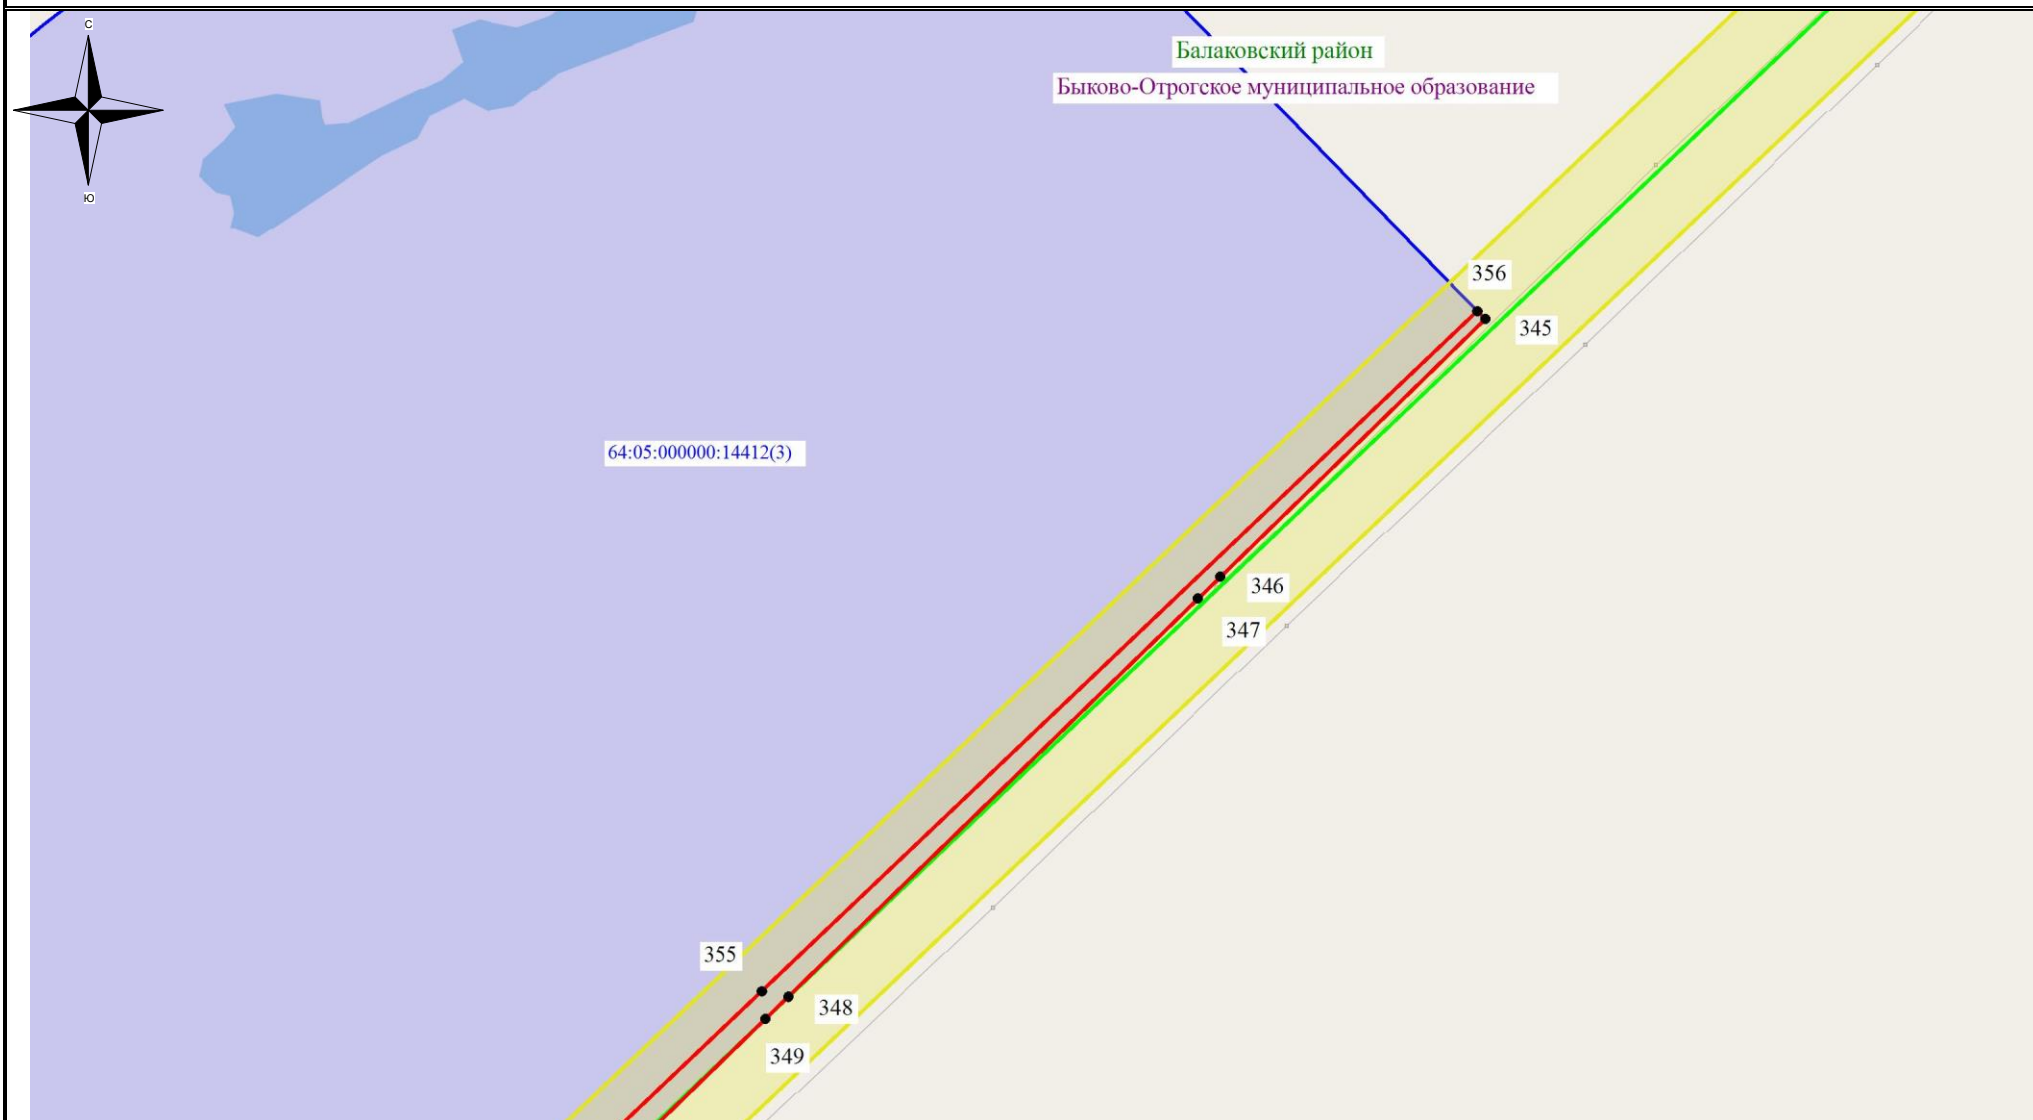 С
Балаковский район
Быково-Отрогское муниципальное образование
Ю
356
345
64:05:000000:14412(3)
346
347
355
348
349